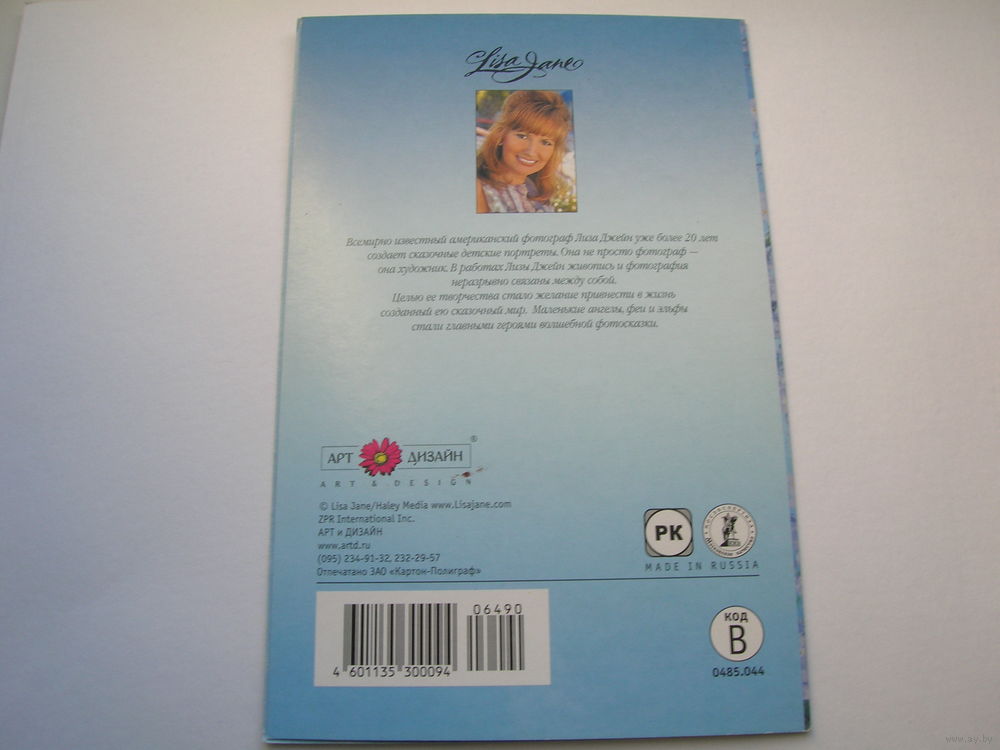 Lisa Jane
Всемирно известный американский фотограф Лиза Джейн уже более 20 лет
создает сказочные детские портреты. Она не просто фотограф —
она художник. В работах Лизы Джейн живопись и фотография
неразрывно связаны между собой.
Целью ее творчества стало желание привнести в жизнь
созданный ею сказочный мир. Маленькие ангелы, феи и эльфы
стали главными героями волшебной фотосказки.
АРТ ДИЗАЙН ®
ART & DESIGN
© Lisa Jane/Haley Media www.Lisajane.com
ZPR International Inc.
АРТ и ДИЗАЙН
www.artd.ru
(095) 234-91-32, 232-29-57
Отпечатано ЗАО «Картон-Полиграф»
РК
MADE IN RUSSIA
06490
4 601135 300094
КОД
В
0485.044
www.ay.by